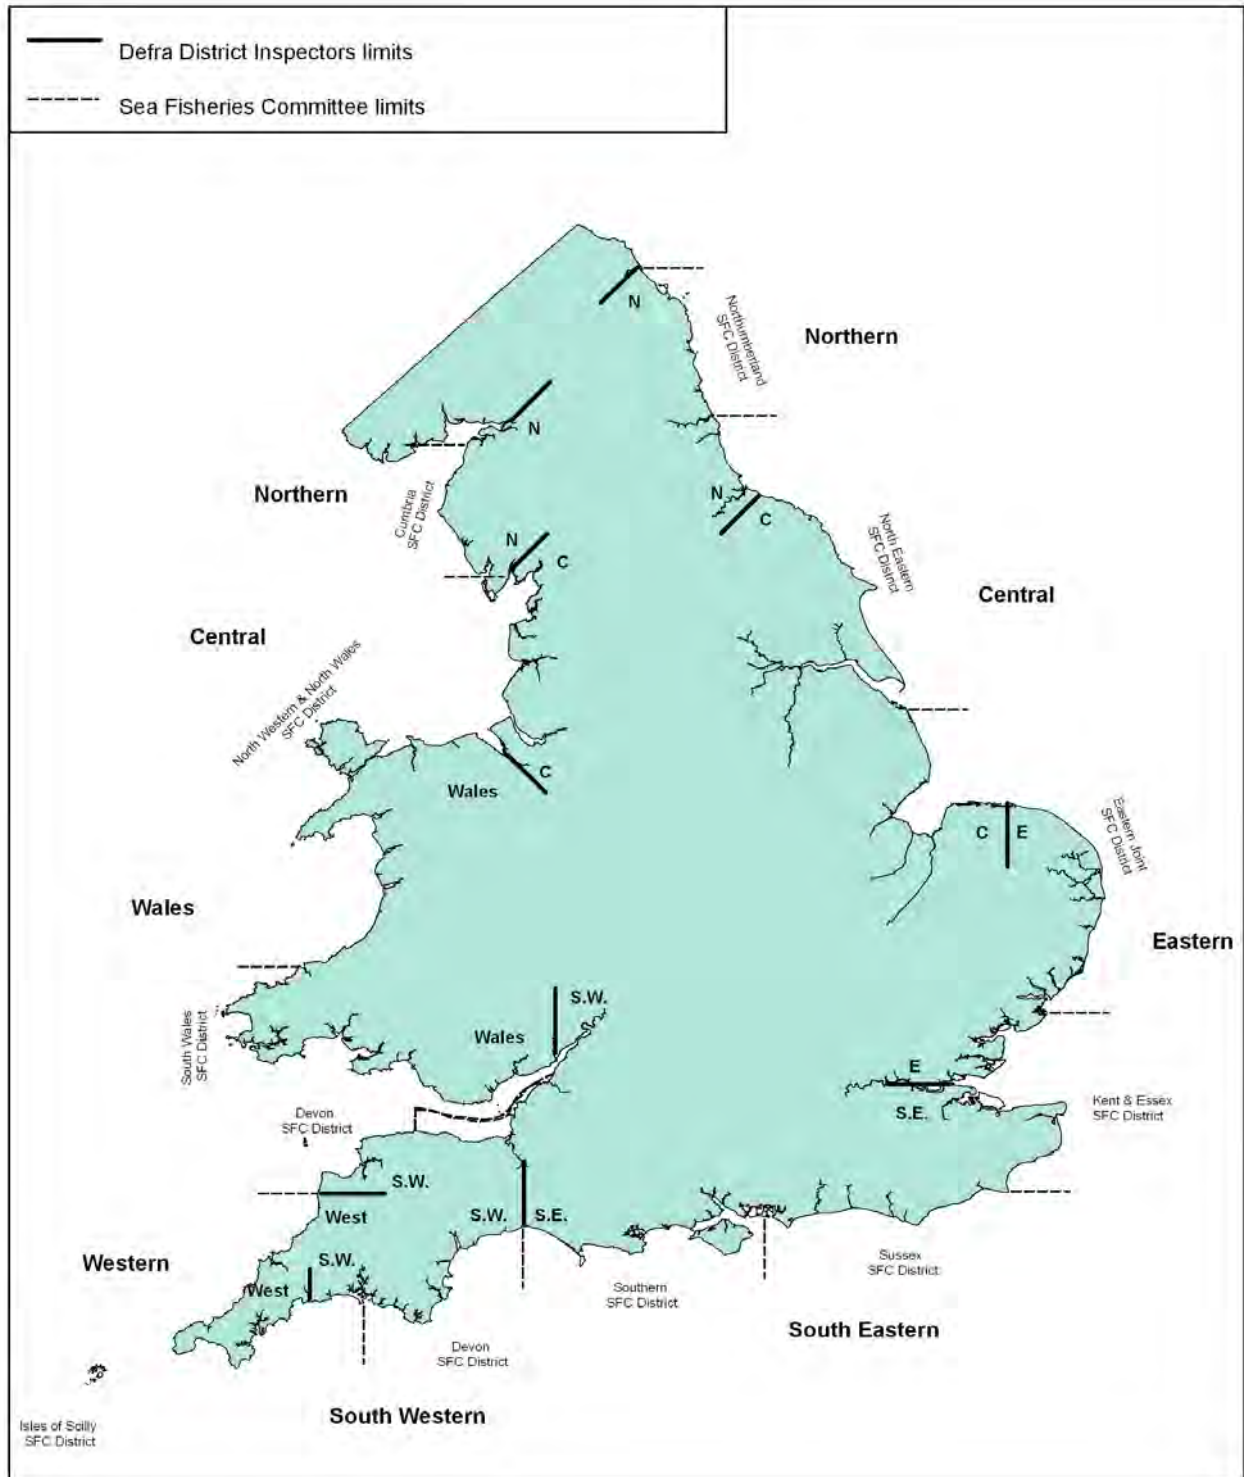 Defra District Inspectors limits
Sea Fisheries Committee limits
N
Northumberland
SFC District
Northern
N
Northern
Cumbria
SFC District
N
C
N
C
North Eastern
SFC District
Central
Central
North Western & North Wales
SFC District
Wales
C
C
E
Eastern Joint
SFC District
Wales
Eastern
S.W.
Wales
South Wales
SFC District
E
S.E.
Kent & Essex
SFC District
Devon
SFC District
S.W.
West
S.W.
S.E.
Western
S.W.
West
Sussex
SFC District
Southern
SFC District
South Eastern
Devon
SFC District
South Western
Isles of Scilly
SFC District